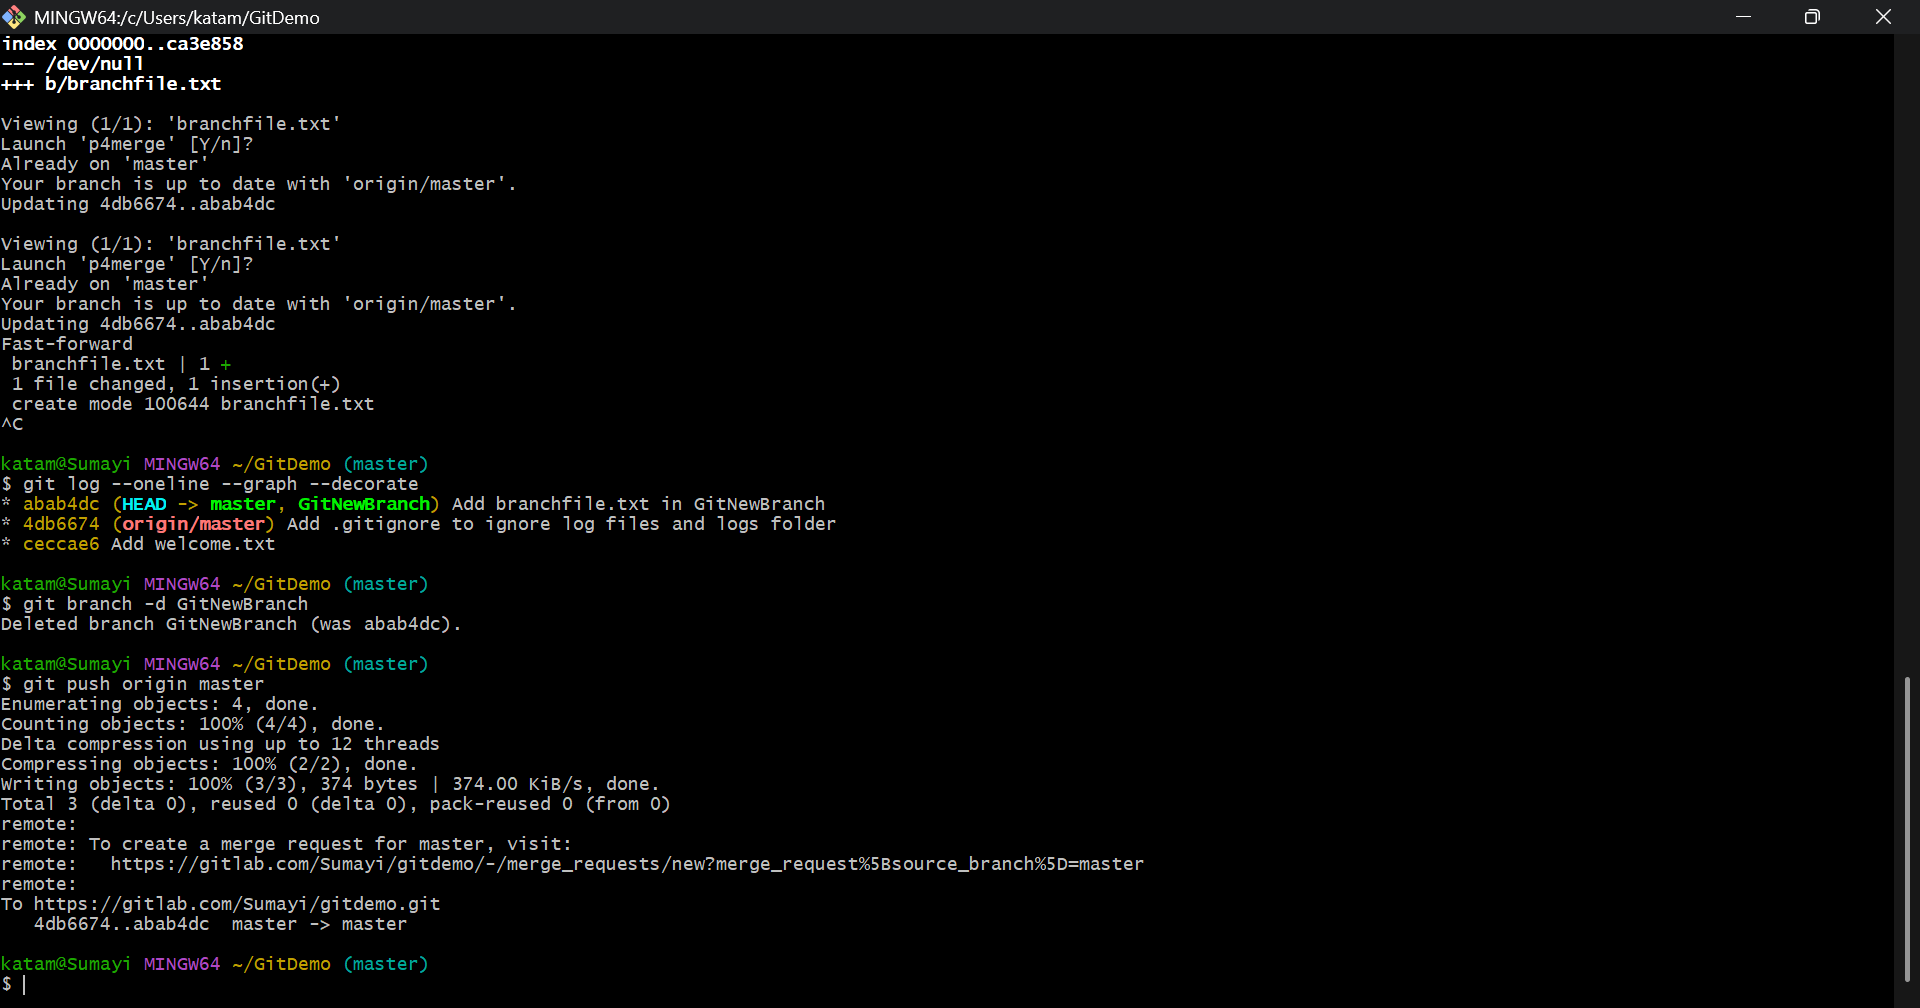 MINGW64:/c/Users/katam/GitDemo
index 0000000..ca3e858
--- /dev/null
+++ b/branchfile.txt
Viewing (1/1): 'branchfile.txt'
Launch 'p4merge' [Y/n]?
Already on 'master'
Your branch is up to date with 'origin/master'.
Updating 4db6674..abab4dc
Viewing (1/1): 'branchfile.txt'
Launch 'p4merge' [Y/n]?
Already on 'master'
Your branch is up to date with 'origin/master'.
Updating 4db6674..abab4dc
Fast-forward
 branchfile.txt | 1 +
 1 file changed, 1 insertion(+)
 create mode 100644 branchfile.txt
^C
katam@Sumayi MINGW64 ~/GitDemo (master)
$ git log --oneline --graph --decorate
* abab4dc (HEAD -> master, GitNewBranch) Add branchfile.txt in GitNewBranch
* 4db6674 (origin/master) Add .gitignore to ignore log files and logs folder
* ceccae6 Add welcome.txt
katam@Sumayi MINGW64 ~/GitDemo (master)
$ git branch -d GitNewBranch
Deleted branch GitNewBranch (was abab4dc).
katam@Sumayi MINGW64 ~/GitDemo (master)
$ git push origin master
Enumerating objects: 4, done.
Counting objects: 100% (4/4), done.
Delta compression using up to 12 threads
Compressing objects: 100% (2/2), done.
Writing objects: 100% (3/3), 374 bytes | 374.00 KiB/s, done.
Total 3 (delta 0), reused 0 (delta 0), pack-reused 0 (from 0)
remote:
remote: To create a merge request for master, visit:
remote:   https://gitlab.com/Sumayi/gitdemo/-/merge_requests/new?merge_request%5Bsource_branch%5D=master
remote:
To https://gitlab.com/Sumayi/gitdemo.git
   4db6674..abab4dc  master -> master
katam@Sumayi MINGW64 ~/GitDemo (master)
$